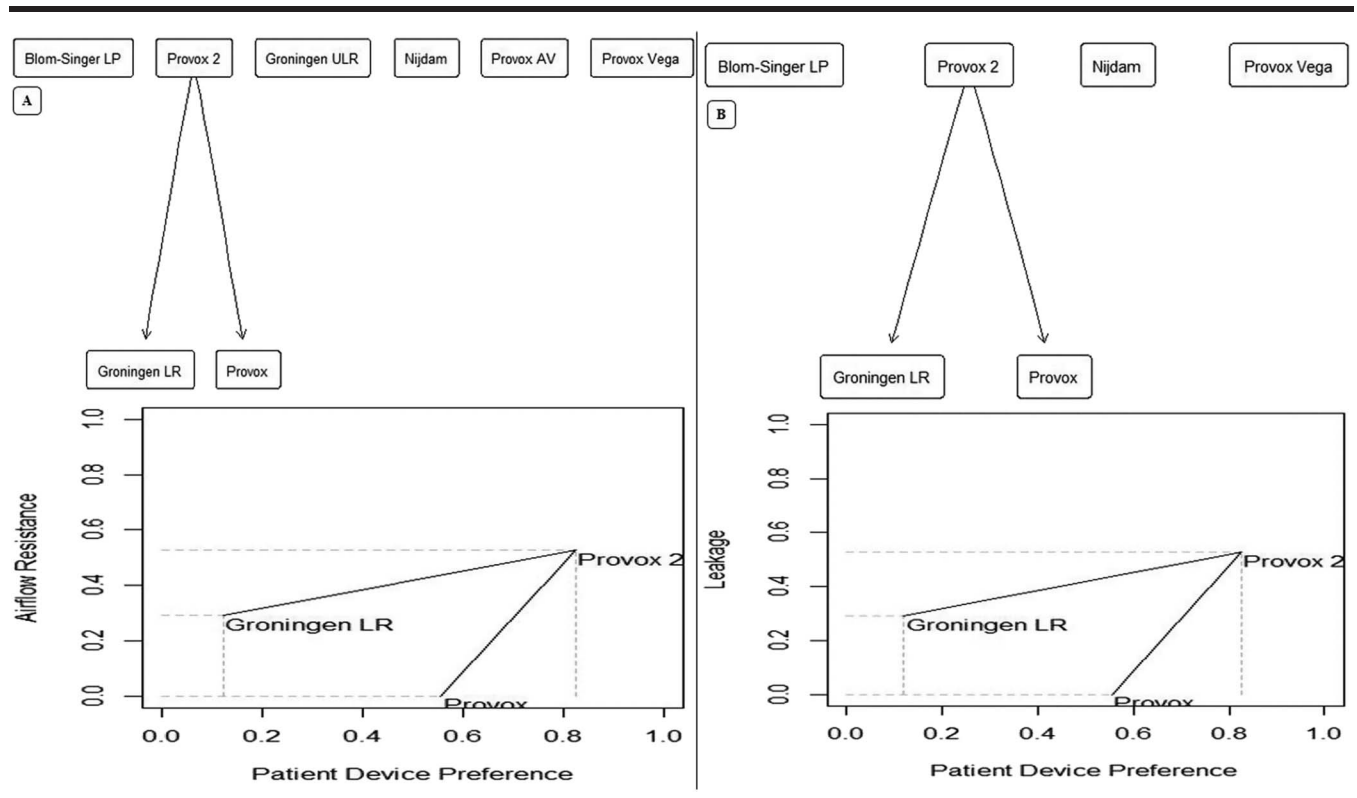 Blom-Singer LP
Provox 2
Groningen ULR
Nijdam
Provox AV
Provox Vega
A
Groningen LR
Provox
Airflow Resistance
1.0
0.8
0.6
0.4
0.2
0.0
Provox 2
Groningen LR
Provox
0.0 0.2 0.4 0.6 0.8 1.0
Patient Device Preference
Blom-Singer LP
Provox 2
Nijdam
Provox Vega
B
Groningen LR
Provox
Leakage
1.0
0.8
0.6
0.4
0.2
0.0
Provox 2
Groningen LR
Provox
0.0 0.2 0.4 0.6 0.8 1.0
Patient Device Preference